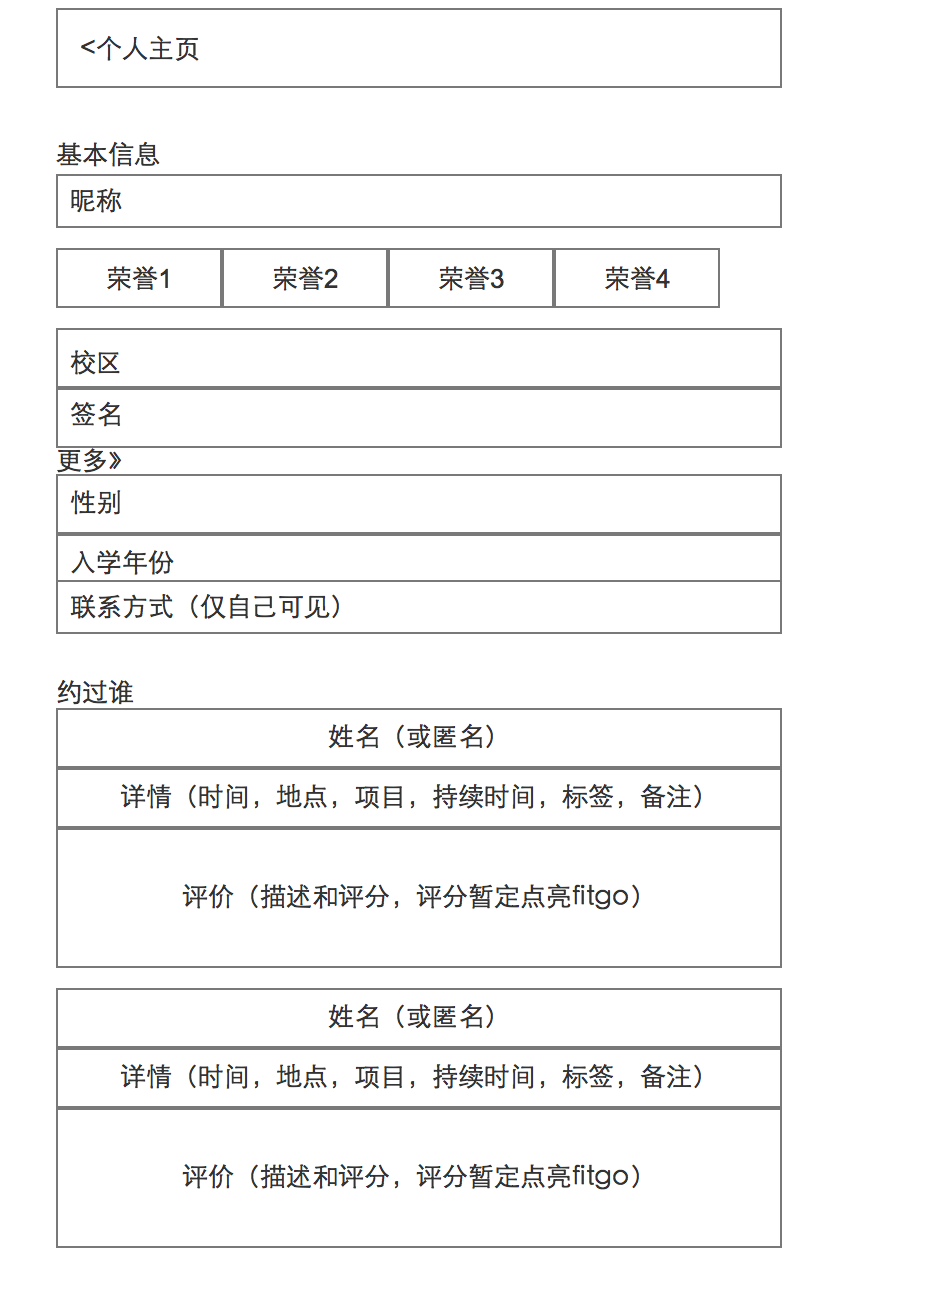 <个人主页
基本信息
昵称
荣誉1 荣誉2 荣誉3 荣誉4
校区
签名
更多》
性别
入学年份
联系方式（仅自己可见）
约过谁
姓名（或匿名）
详情（时间，地点，项目，持续时间，标签，备注）
评价（描述和评分，评分暂定点亮fitgo）
姓名（或匿名）
详情（时间，地点，项目，持续时间，标签，备注）
评价（描述和评分，评分暂定点亮fitgo）